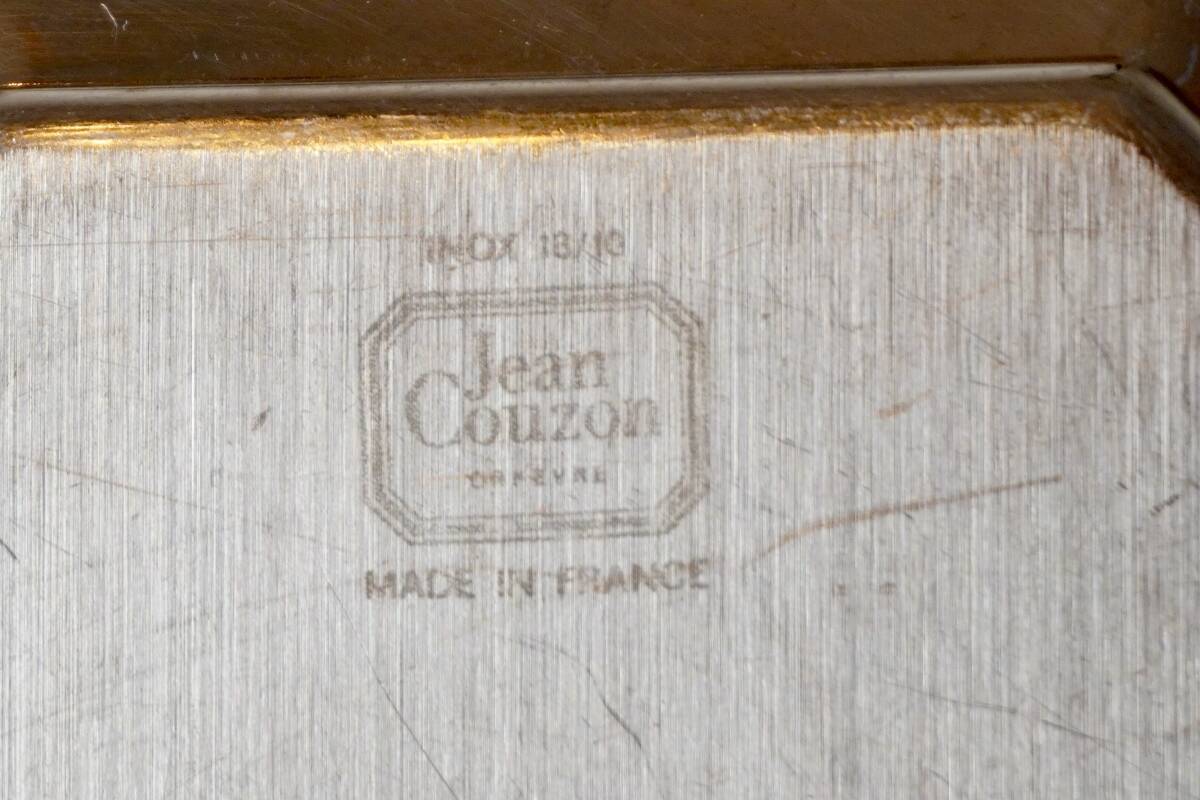 INOX 18/10
Jean
Couzon
ORFEVRE
MADE IN FRANCE